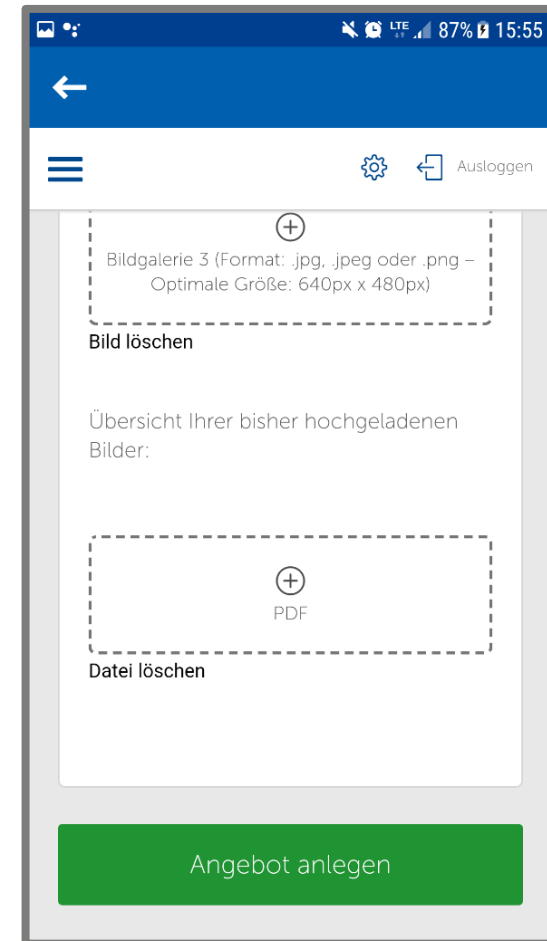 LTE 87% 15:55
Ausloggen
Bildgalerie 3 (Format: .jpg, .jpeg oder .png –
Optimale Größe: 640px x 480px)
Bild löschen
Übersicht Ihrer bisher hochgeladenen
Bilder:
PDF
Datei löschen
Angebot anlegen